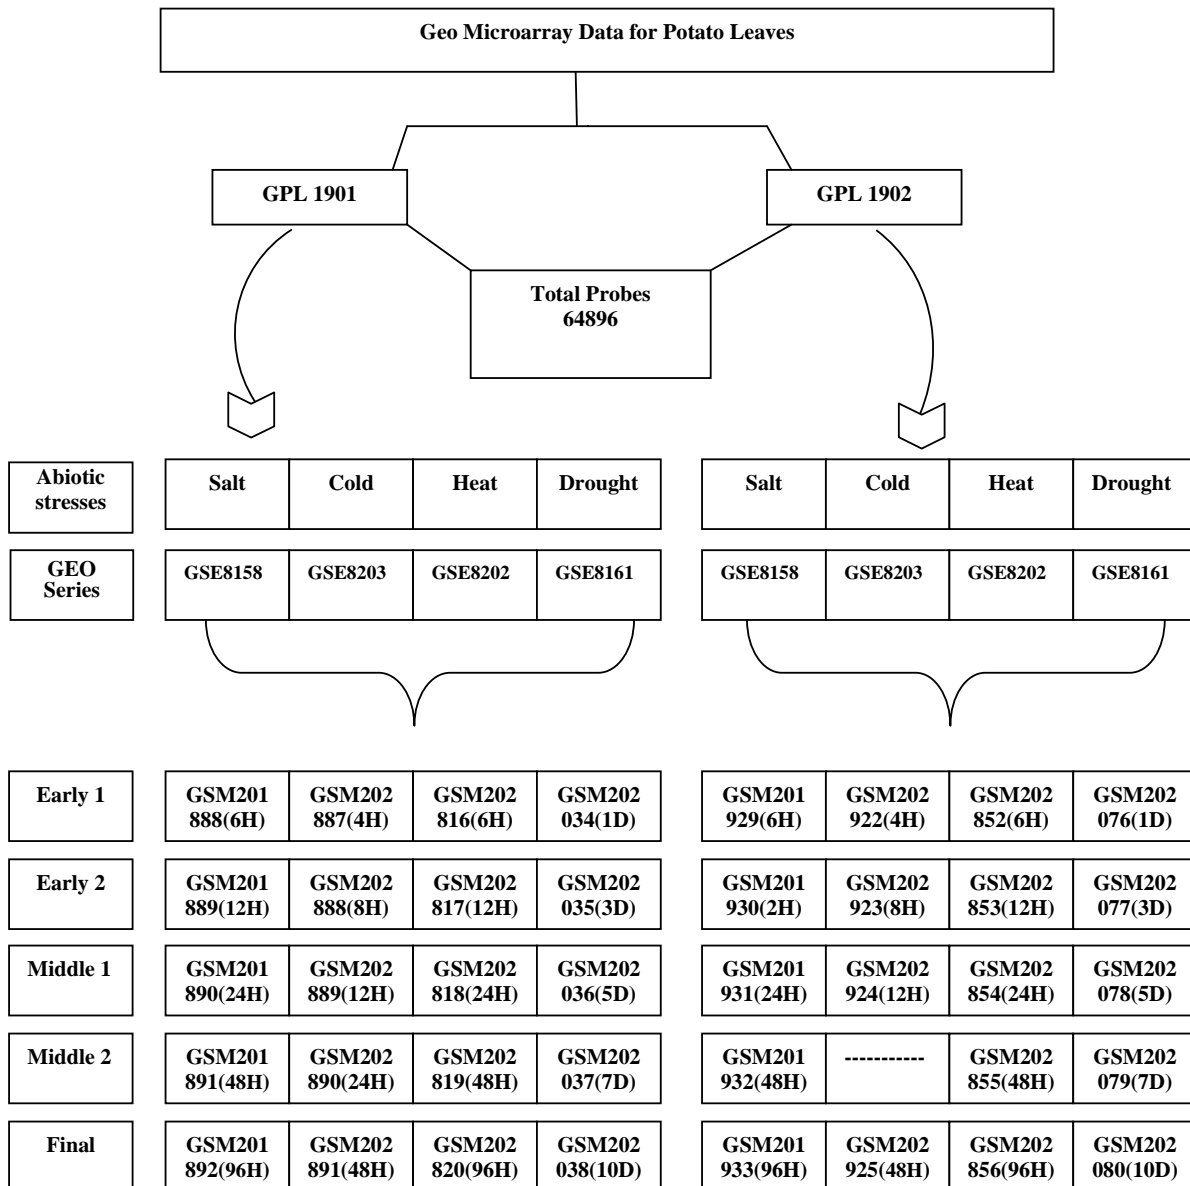 Geo Microarray Data for Potato Leaves
GPL 1901
GPL 1902
Total Probes
64896
Abiotic
stresses
Salt
Cold
Heat
Drought
Salt
Cold
Heat
Drought
GEO
Series
GSE8158
GSE8203
GSE8202
GSE8161
GSE8158
GSE8203
GSE8202
GSE8161
Early 1
GSM201
888(6H)
GSM202
887(4H)
GSM202
816(6H)
GSM202
034(1D)
GSM201
929(6H)
GSM202
922(4H)
GSM202
852(6H)
GSM202
076(1D)
Early 2
GSM201
889(12H)
GSM202
888(8H)
GSM202
817(12H)
GSM202
035(3D)
GSM201
930(2H)
GSM202
923(8H)
GSM202
853(12H)
GSM202
077(3D)
Middle 1
GSM201
890(24H)
GSM202
889(12H)
GSM202
818(24H)
GSM202
036(5D)
GSM201
931(24H)
GSM202
924(12H)
GSM202
854(24H)
GSM202
078(5D)
Middle 2
GSM201
891(48H)
GSM202
890(24H)
GSM202
819(48H)
GSM202
037(7D)
GSM201
932(48H)
-----------
GSM202
855(48H)
GSM202
079(7D)
Final
GSM201
892(96H)
GSM202
891(48H)
GSM202
820(96H)
GSM202
038(10D)
GSM201
933(96H)
GSM202
925(48H)
GSM202
856(96H)
GSM202
080(10D)